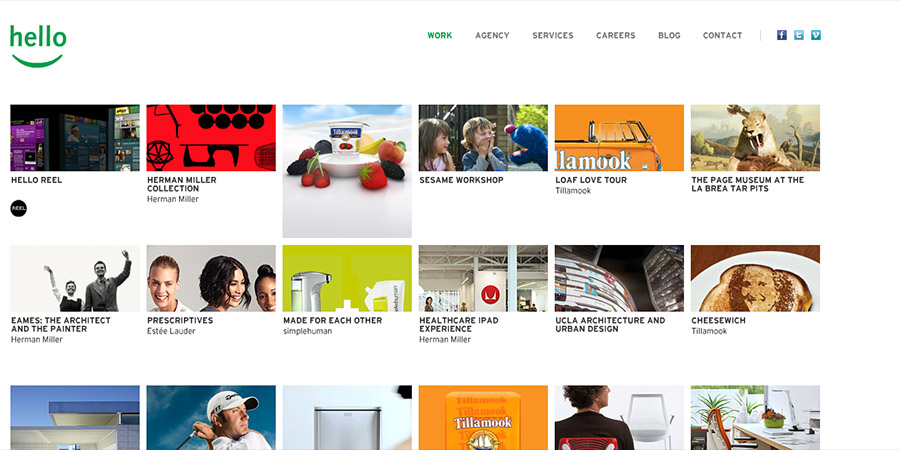 hello
WORK AGENCY SERVICES CAREERS BLOG CONTACT
Tillamook
llamook
HELLO REEL
HERMAN MILLER
COLLECTION
Herman Miller
SESAME WORKSHOP
LOAF LOVE TOUR
Tillamook
THE PAGE MUSEUM AT THE
LA BREA TAR PITS
REEL
EAMES: THE ARCHITECT
AND THE PAINTER
Herman Miller
PRESCRIPTIVES
Estée Lauder
MADE FOR EACH OTHER
simplehuman
HEALTHCARE IPAD
EXPERIENCE
Herman Miller
UCLA ARCHITECTURE AND
URBAN DESIGN
CHEESEWICH
Tillamook
Tillamook
Tillamook
Tillamook